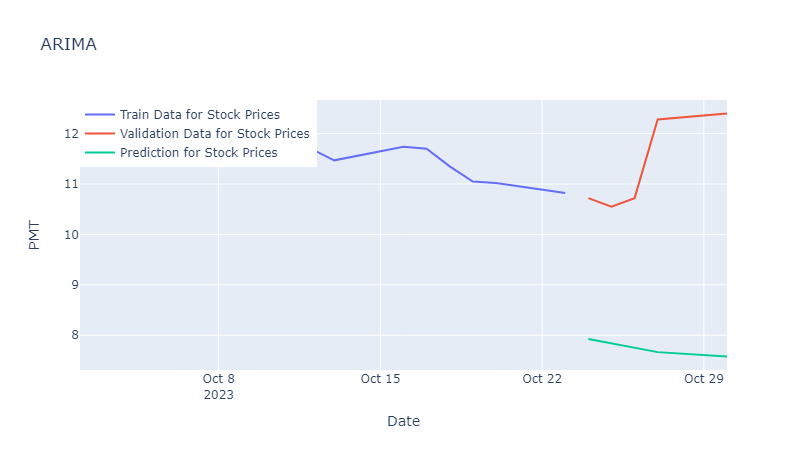 ARIMA
Train Data for Stock Prices
Validation Data for Stock Prices
Prediction for Stock Prices
12
11
10
9
8
PMT
Oct 8
2023
Oct 15
Oct 22
Oct 29
Date